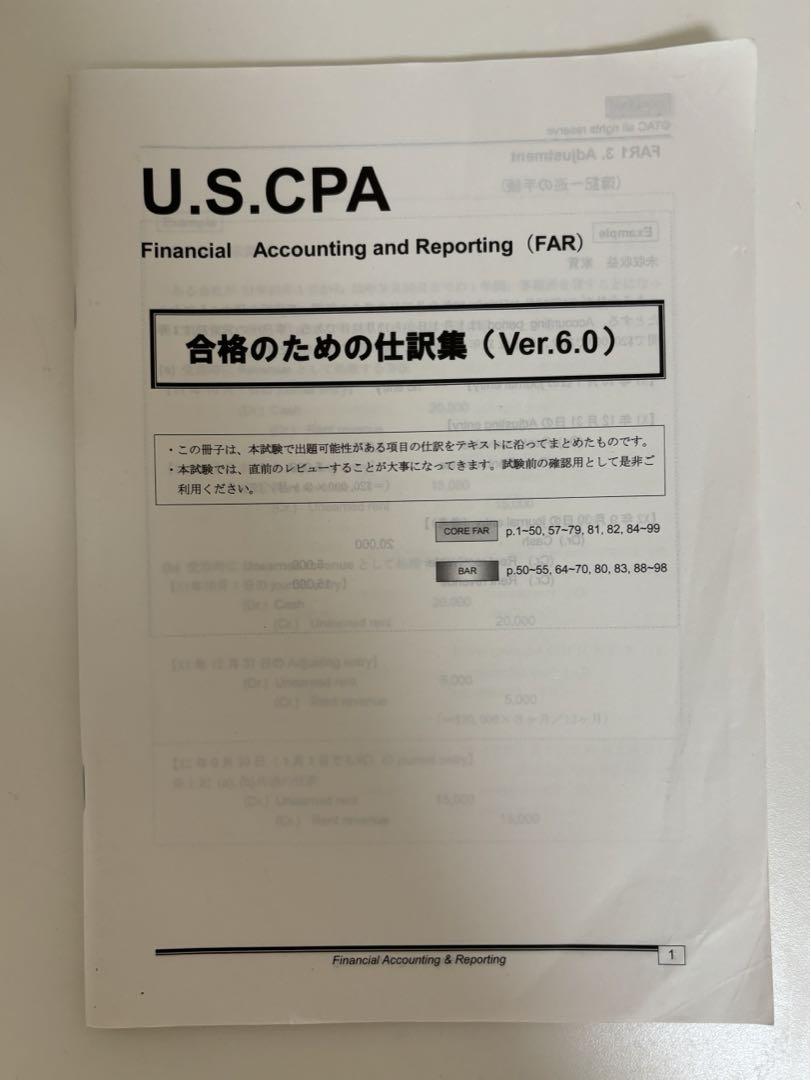 U.S.CPA
Financial Accounting and Reporting（FAR）
合格のための仕訳集（Ver.6.0）
・この冊子は、本試験で出題可能性がある項目の仕訳をテキストに沿ってまとめたものです。
・本試験では、直前のレビューすることが大事になってきます。試験前の確認用として是非ご
利用ください。
CORE FAR p.1~50, 57~79, 81, 82, 84~99
BAR p.50~55, 64~70, 80, 83, 88~98
Financial Accounting & Reporting
1